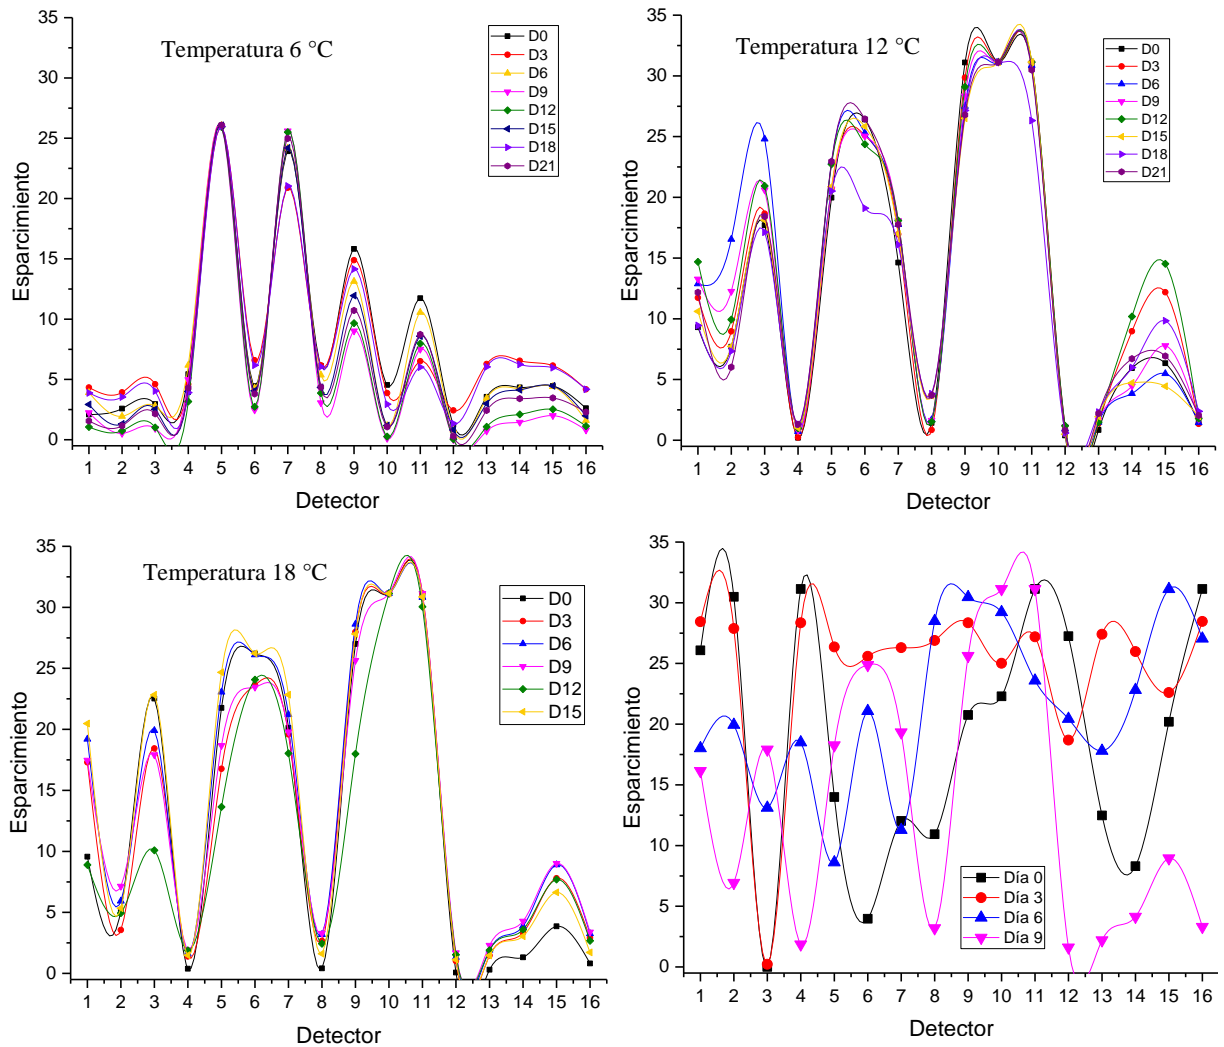 Temperatura 6 °C
D0
D3
D6
D9
D12
D15
D18
D21
Esparcimiento
35
30
25
20
15
10
5
0
1 2 3 4 5 6 7 8 9 10 11 12 13 14 15 16
Detector
Temperatura 12 °C
D0
D3
D6
D9
D12
D15
D18
D21
Esparcimiento
35
30
25
20
15
10
5
0
1 2 3 4 5 6 7 8 9 10 11 12 13 14 15 16
Detector
Temperatura 18 °C
D0
D3
D6
D9
D12
D15
Esparcimiento
35
30
25
20
15
10
5
0
1 2 3 4 5 6 7 8 9 10 11 12 13 14 15 16
Detector
Día 0
Día 3
Día 6
Día 9
Esparcimiento
35
30
25
20
15
10
5
0
1 2 3 4 5 6 7 8 9 10 11 12 13 14 15 16
Detector